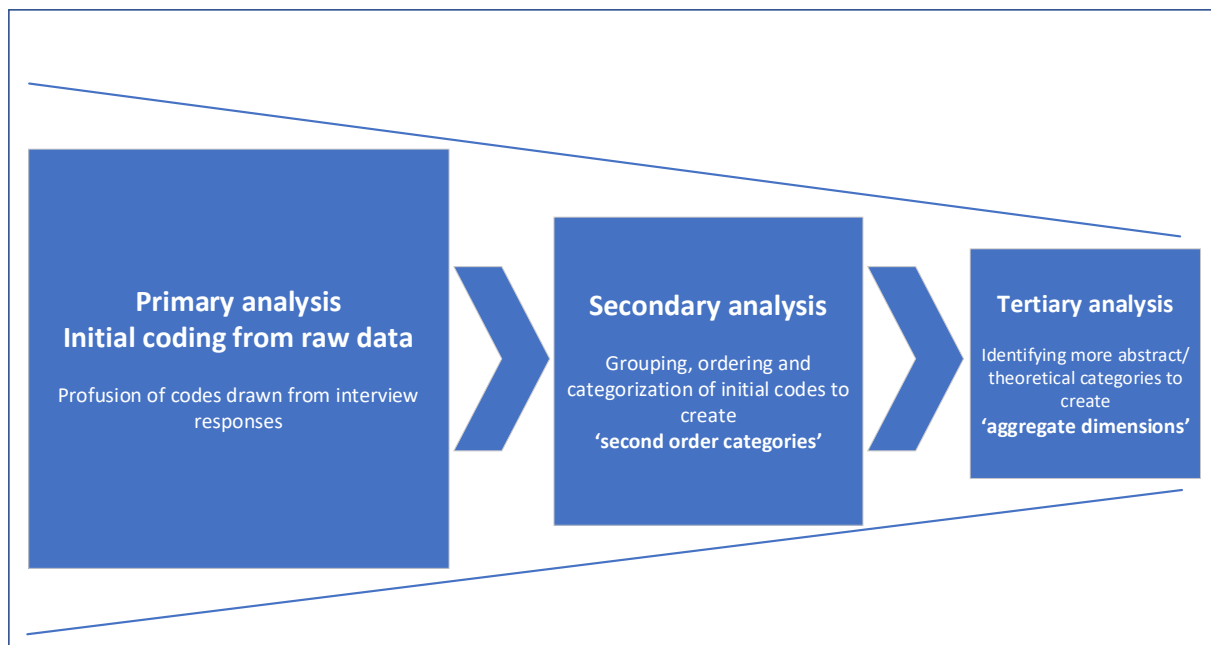 Primary analysis
Initial coding from raw data
Profusion of codes drawn from interview
responses
Secondary analysis
Grouping, ordering and
categorization of initial codes to
create
‘second order categories’
Tertiary analysis
Identifying more abstract/
theoretical categories to
create
‘aggregate dimensions’